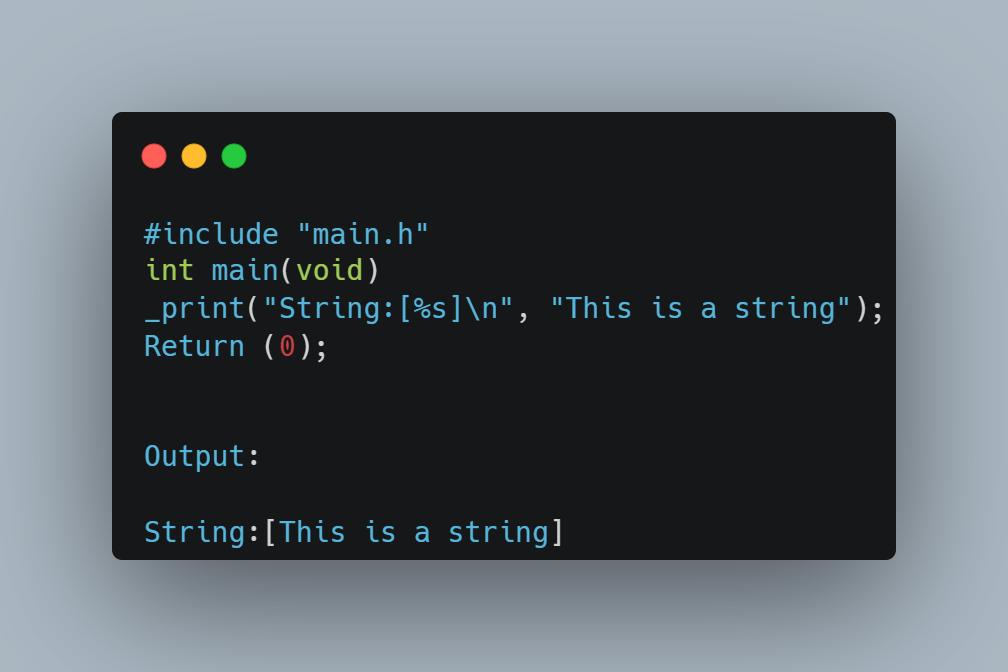 #include "main.h"
int main(void)
_print("String:[%s]\n", "This is a string");
Return (0);
Output:
String:[This is a string]